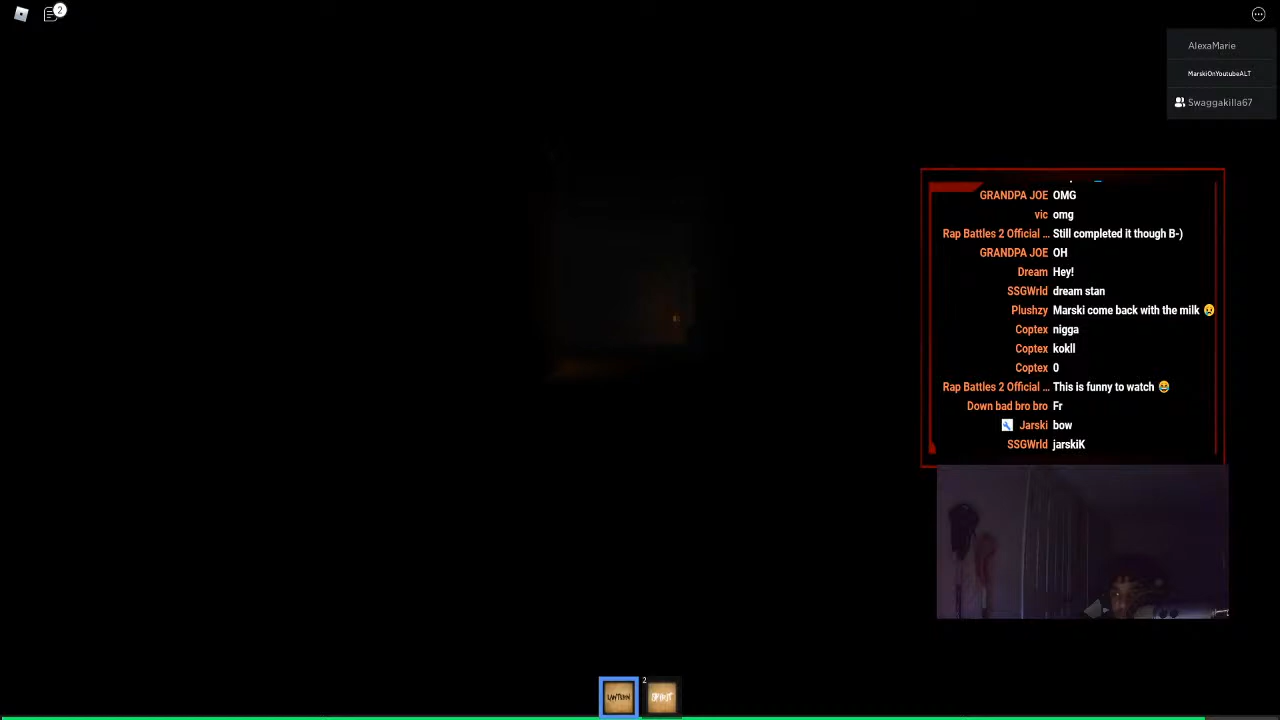 2
AlexaMarie
MarskiOnYoutubeALT
Swaggakilla67
GRANDPA JOE OMG
vic omg
Rap Battles 2 Official ... Still completed it though B-)
GRANDPA JOE OH
Dream Hey!
SSGWrld dream stan
Plushzy Marski come back with the milk 😢
Coptex nigga
Coptex kokll
Coptex 0
Rap Battles 2 Official ... This is funny to watch 😂
Down bad bro bro Fr
Jarski bow
SSGWrld jarskiK
2